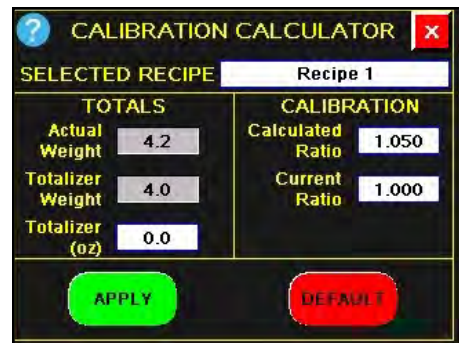 ? CALIBRATION CALCULATOR X
SELECTED RECIPE Recipe 1
TOTALS
Actual Weight 4.2
Totalizer Weight 4.0
Totalizer (oz) 0.0
CALIBRATION
Calculated Ratio 1.050
Current Ratio 1.000
APPLY
DEFAULT